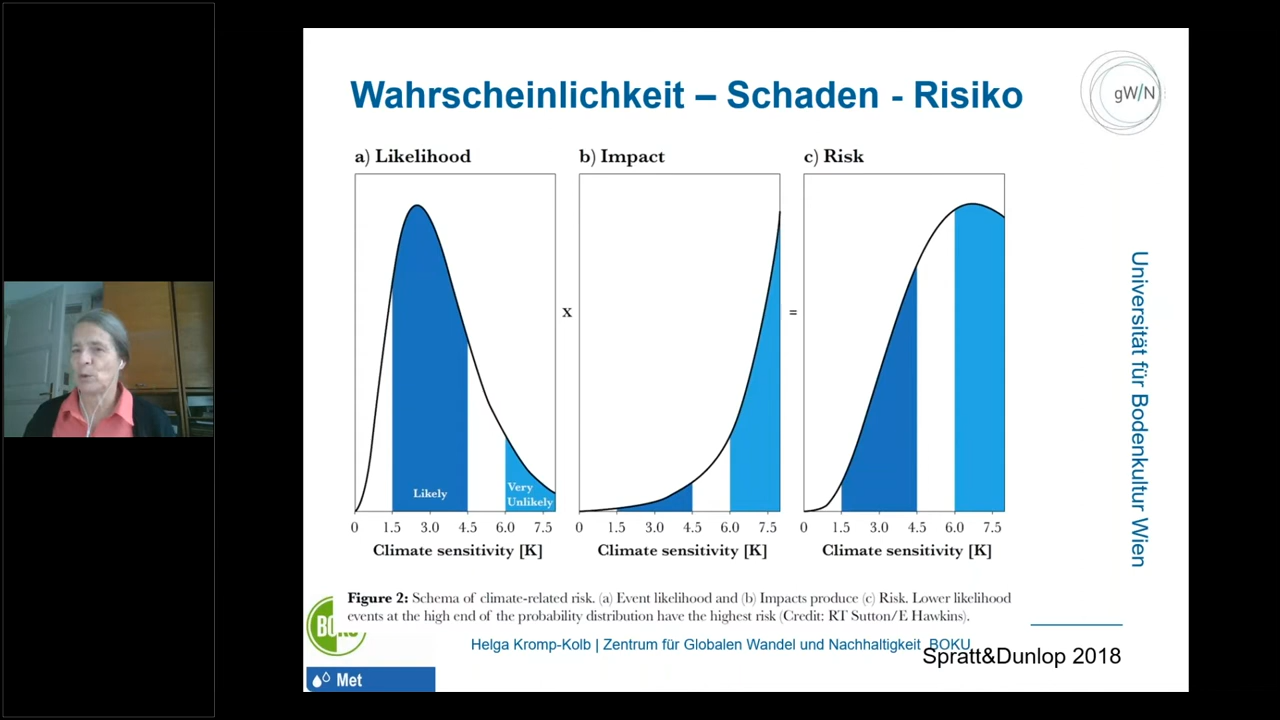 Wahrscheinlichkeit – Schaden - Risiko
gW/N
a) Likelihood
b) Impact
c) Risk
x
=
Likely
Very
Unlikely
0 1.5 3.0 4.5 6.0 7.5
0 1.5 3.0 4.5 6.0 7.5
0 1.5 3.0 4.5 6.0 7.5
Climate sensitivity [K]
Climate sensitivity [K]
Climate sensitivity [K]
Universität für Bodenkultur Wien
Figure 2: Schema of climate-related risk. (a) Event likelihood and (b) Impacts produce (c) Risk. Lower likelihood
events at the high end of the probability distribution have the highest risk (Credit: RT Sutton/E Hawkins).
Helga Kromp-Kolb | Zentrum für Globalen Wandel und Nachhaltigkeit BOKU
Spratt&Dunlop 2018
Met